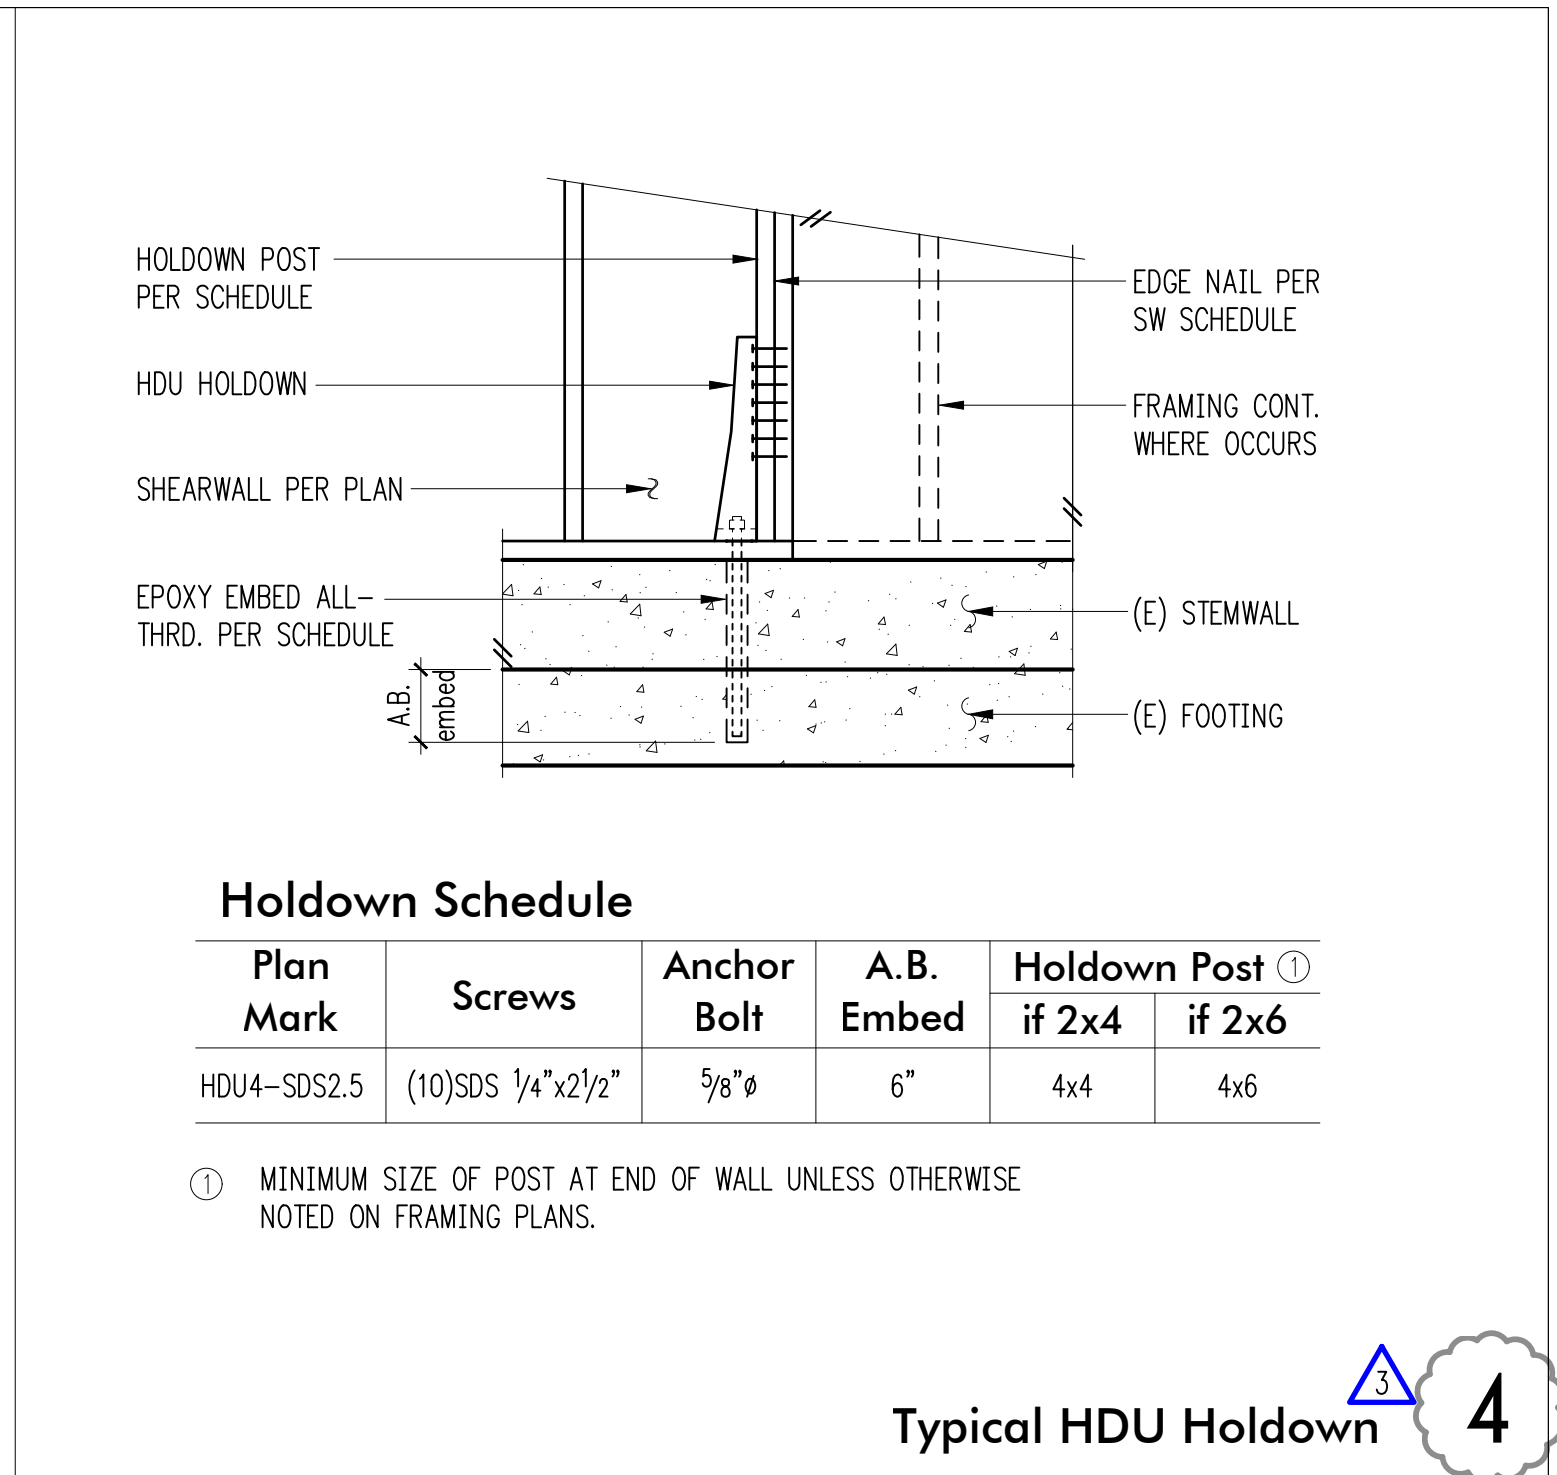 HOLDOWN POST
PER SCHEDULE
HDU HOLDOWN
SHEARWALL PER PLAN
EPOXY EMBED ALL-
THRD. PER SCHEDULE
A.B.
embed
EDGE NAIL PER
SW SCHEDULE
FRAMING CONT.
WHERE OCCURS
(E) STEMWALL
(E) FOOTING
Holdown Schedule
Plan Mark | Screws | Anchor Bolt | A.B. Embed | Holdown Post ①
if 2x4 | if 2x6
HDU4-SDS2.5 | (10)SDS 1/4"x2 1/2" | 5/8"ø | 6" | 4x4 | 4x6
① MINIMUM SIZE OF POST AT END OF WALL UNLESS OTHERWISE
NOTED ON FRAMING PLANS.
3
Typical HDU Holdown 4